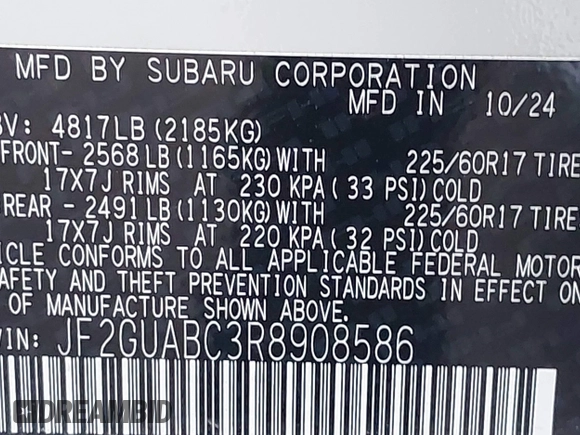 MFD BY SUBARU CORPORATION
MFD IN 10/24
4817LB (2185KG)
FRONT- 2568 LB (1165KG) WITH 225/60R17 TIRE
17X7J RIMS AT 230 KPA (33 PSI) COLD
REAR - 2491 LB (1130KG) WITH 225/60R17 TIRE
17X7J RIMS AT 220 KPA (32 PSI) COLD
CONFORMS TO ALL APPLICABLE FEDERAL MOTOR
AND THEFT PREVENTION STANDARDS IN EFFECT
OF MANUFACTURE SHOWN ABOVE.
VIN: JF2GUABC3R8908586
DREAMBID